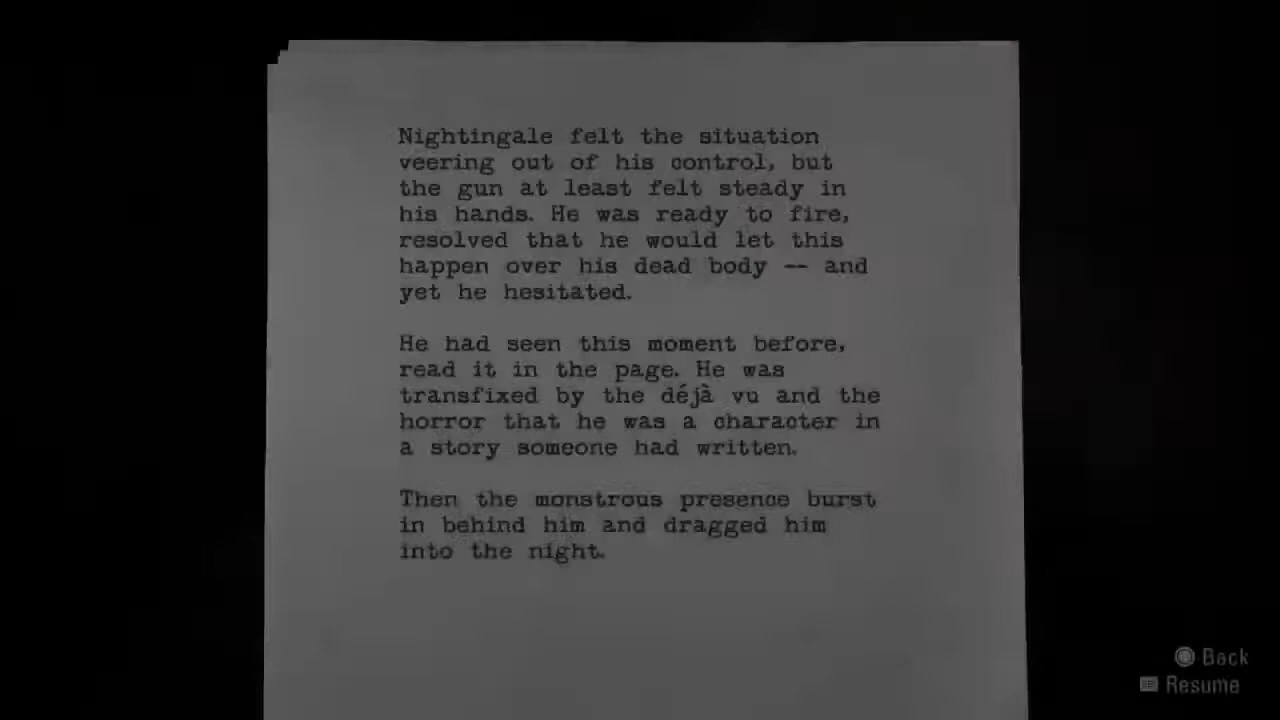 Nightingale felt the situation
veering out of his control, but
the gun at least felt steady in
his hands. He was ready to fire,
resolved that he would let this
happen over his dead body -- and
yet he hesitated.
He had seen this moment before,
read it in the page. He was
transfixed by the déjà vu and the
horror that he was a character in
a story someone had written.
Then the monstrous presence burst
in behind him and dragged him
into the night.
Back
Resume